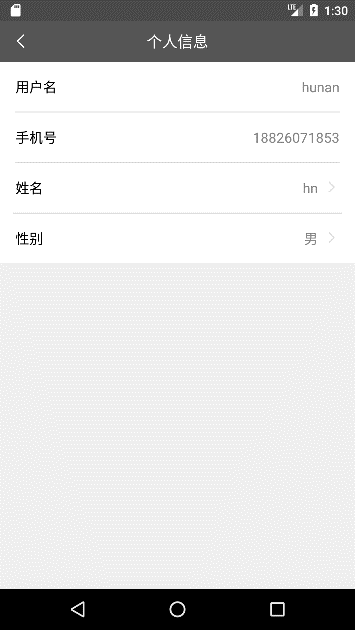 LTE 1:30
个人信息
用户名 hunan
手机号 18826071853
姓名 hn
性别 男